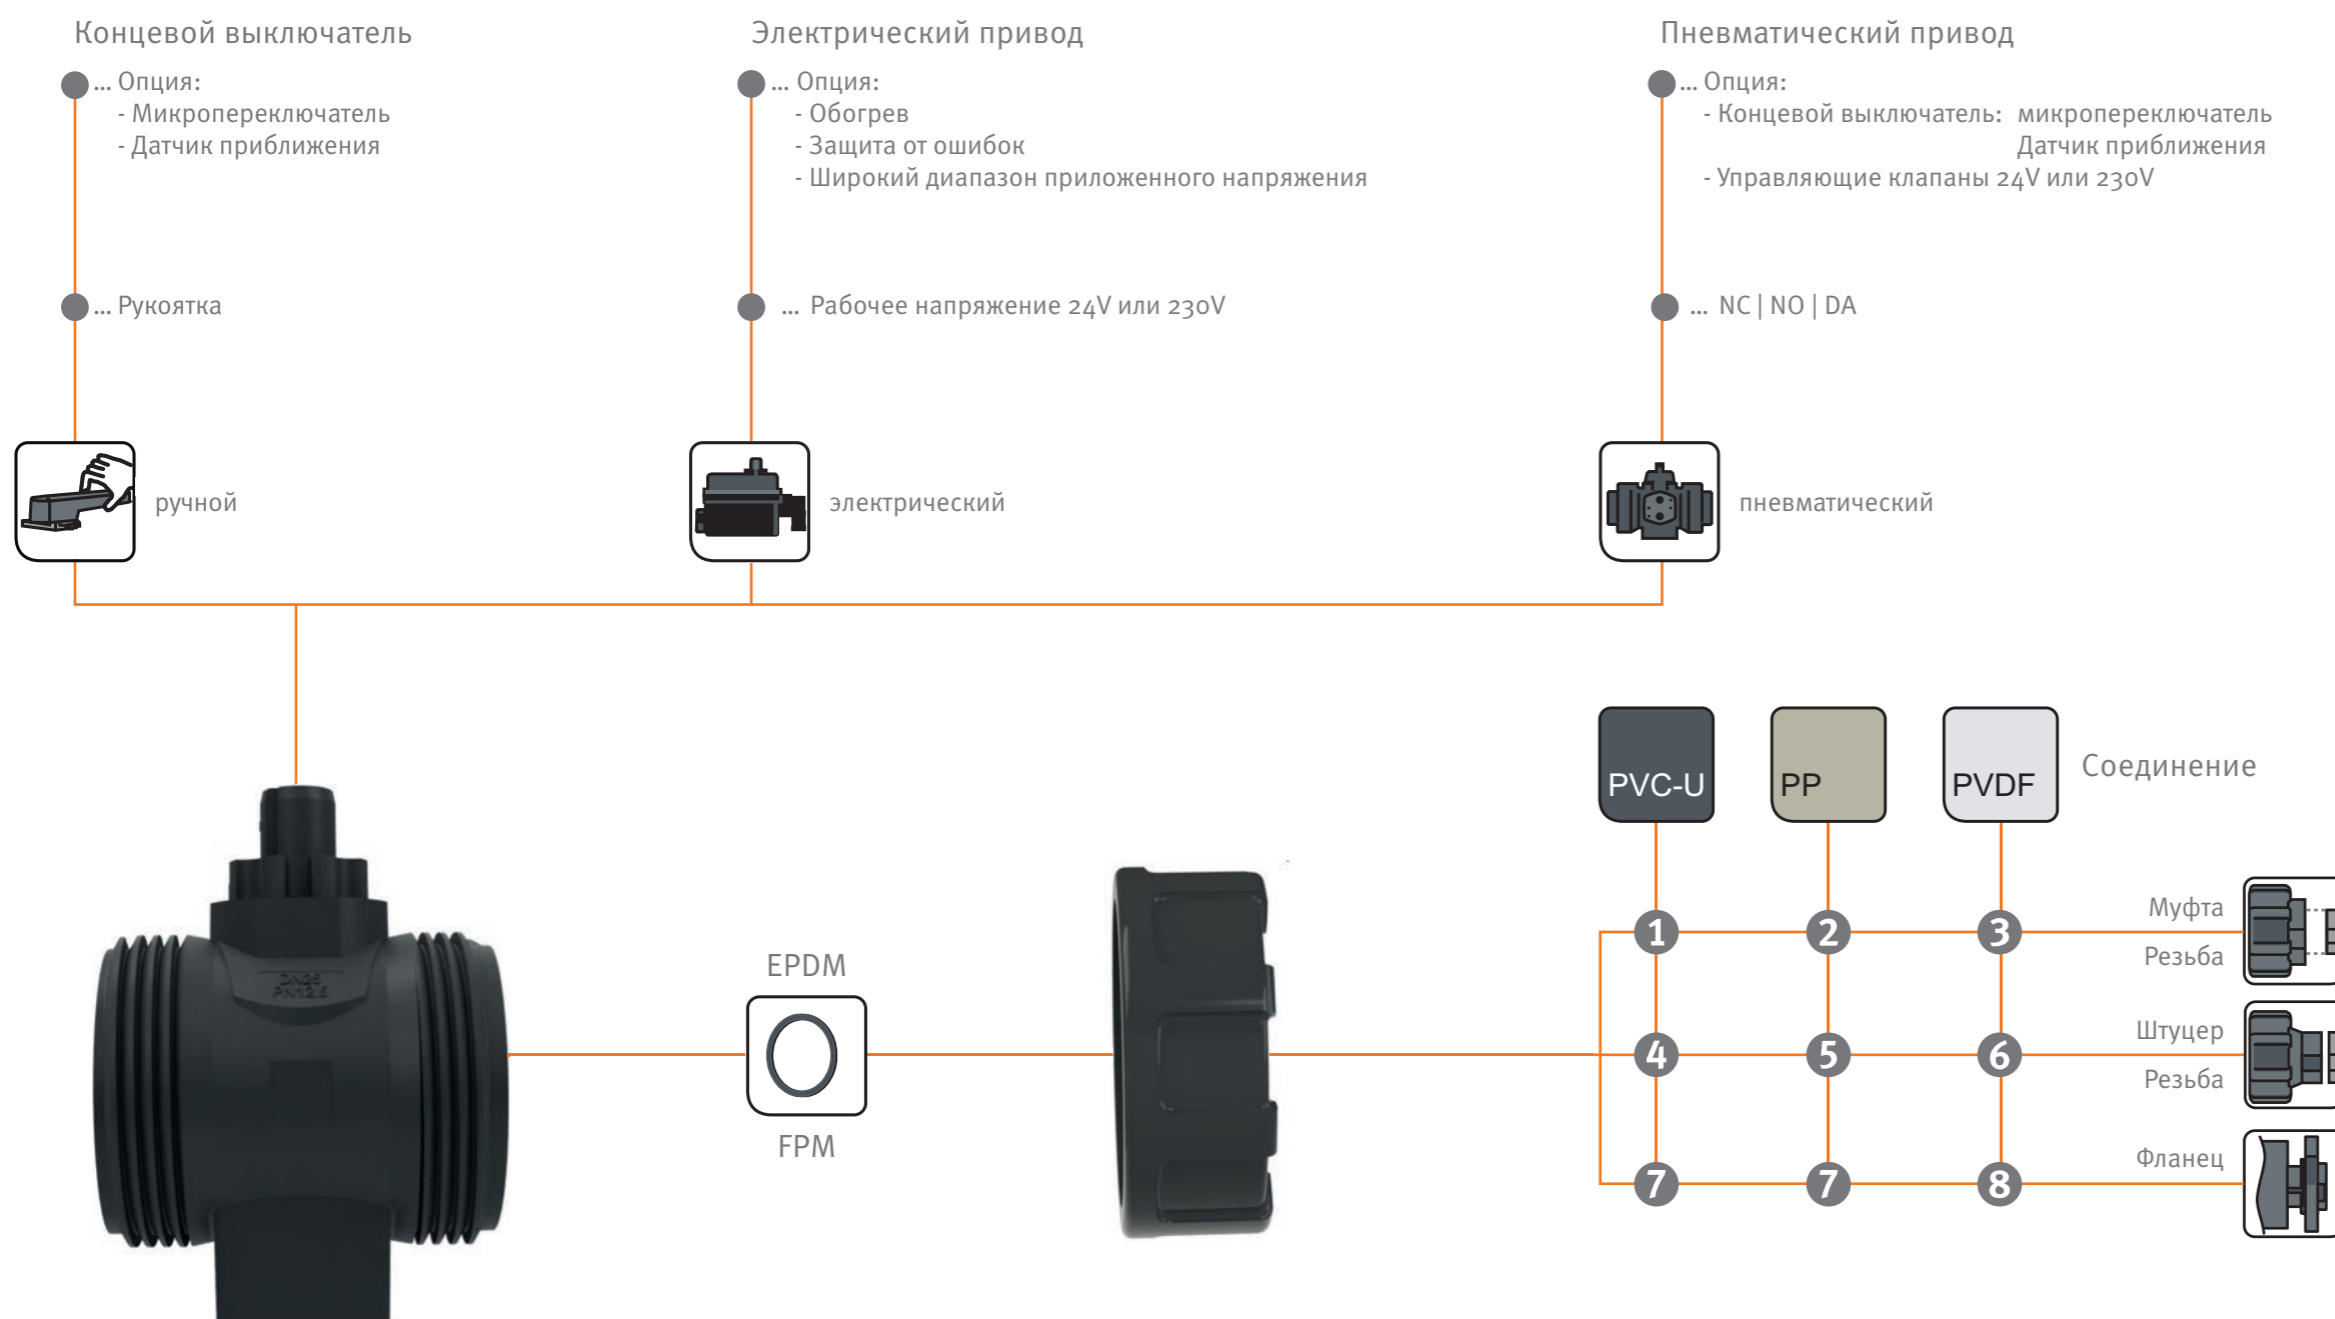 Концевой выключатель
... Опция:
- Микропереключатель
- Датчик приближения
... Рукоятка
ручной
Электрический привод
... Опция:
- Обогрев
- Защита от ошибок
- Широкий диапазон приложенного напряжения
... Рабочее напряжение 24V или 230V
электрический
Пневматический привод
... Опция:
- Концевой выключатель: микропереключатель
Датчик приближения
- Управляющие клапаны 24V или 230V
... NC | NO | DA
пневматический
DN25
PN12,5
EPDM
FPM
PVC-U
PP
PVDF
Соединение
1
2
3
Муфта
Резьба
4
5
6
Штуцер
Резьба
7
7
8
Фланец